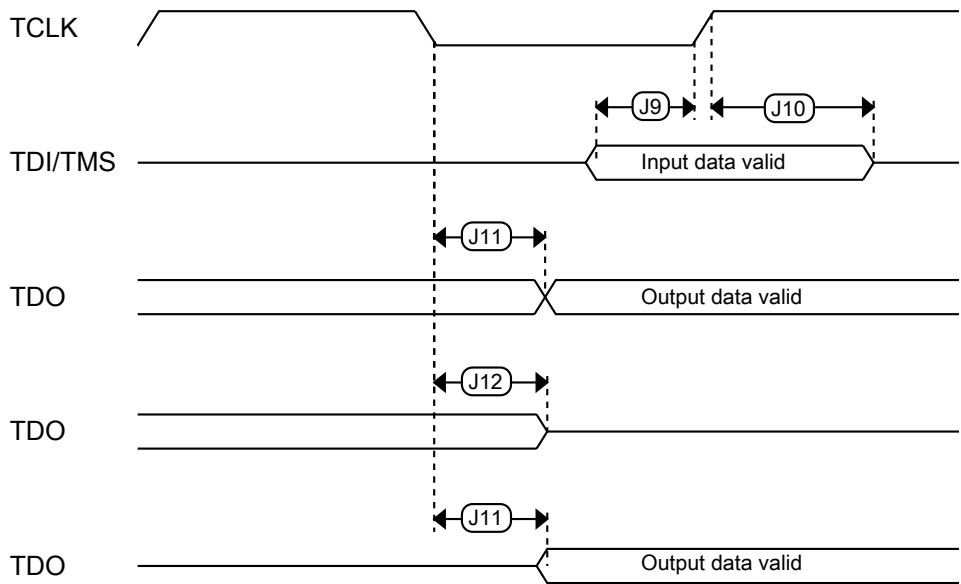 TCLK
J9
J10
TDI/TMS
Input data valid
J11
TDO
Output data valid
J12
TDO
J11
TDO
Output data valid